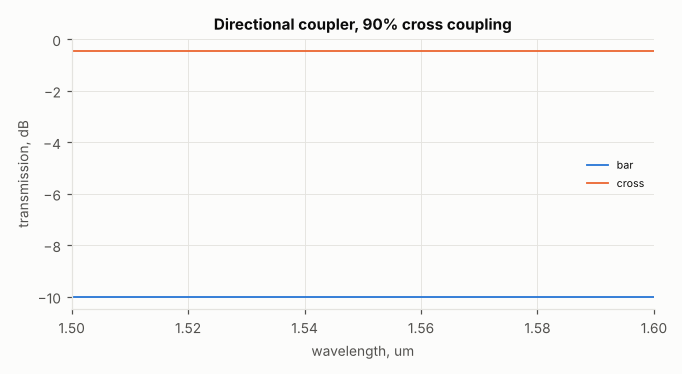 Directional coupler, 90% cross coupling
transmission, dB
0
−2
−4
−6
−8
−10
bar
cross
1.50 1.52 1.54 1.56 1.58 1.60
wavelength, um